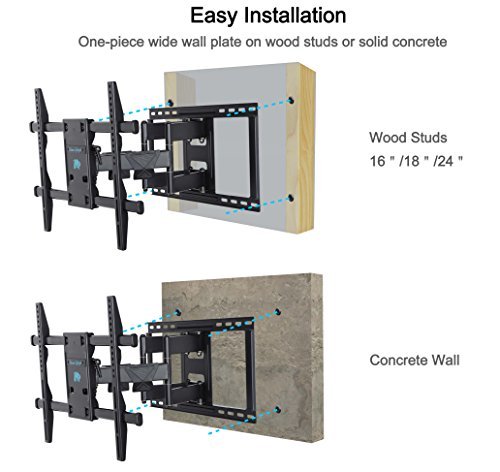 Easy Installation
One-piece wide wall plate on wood studs or solid concrete
Wood Studs
16 " /18 " /24 "
Concrete Wall